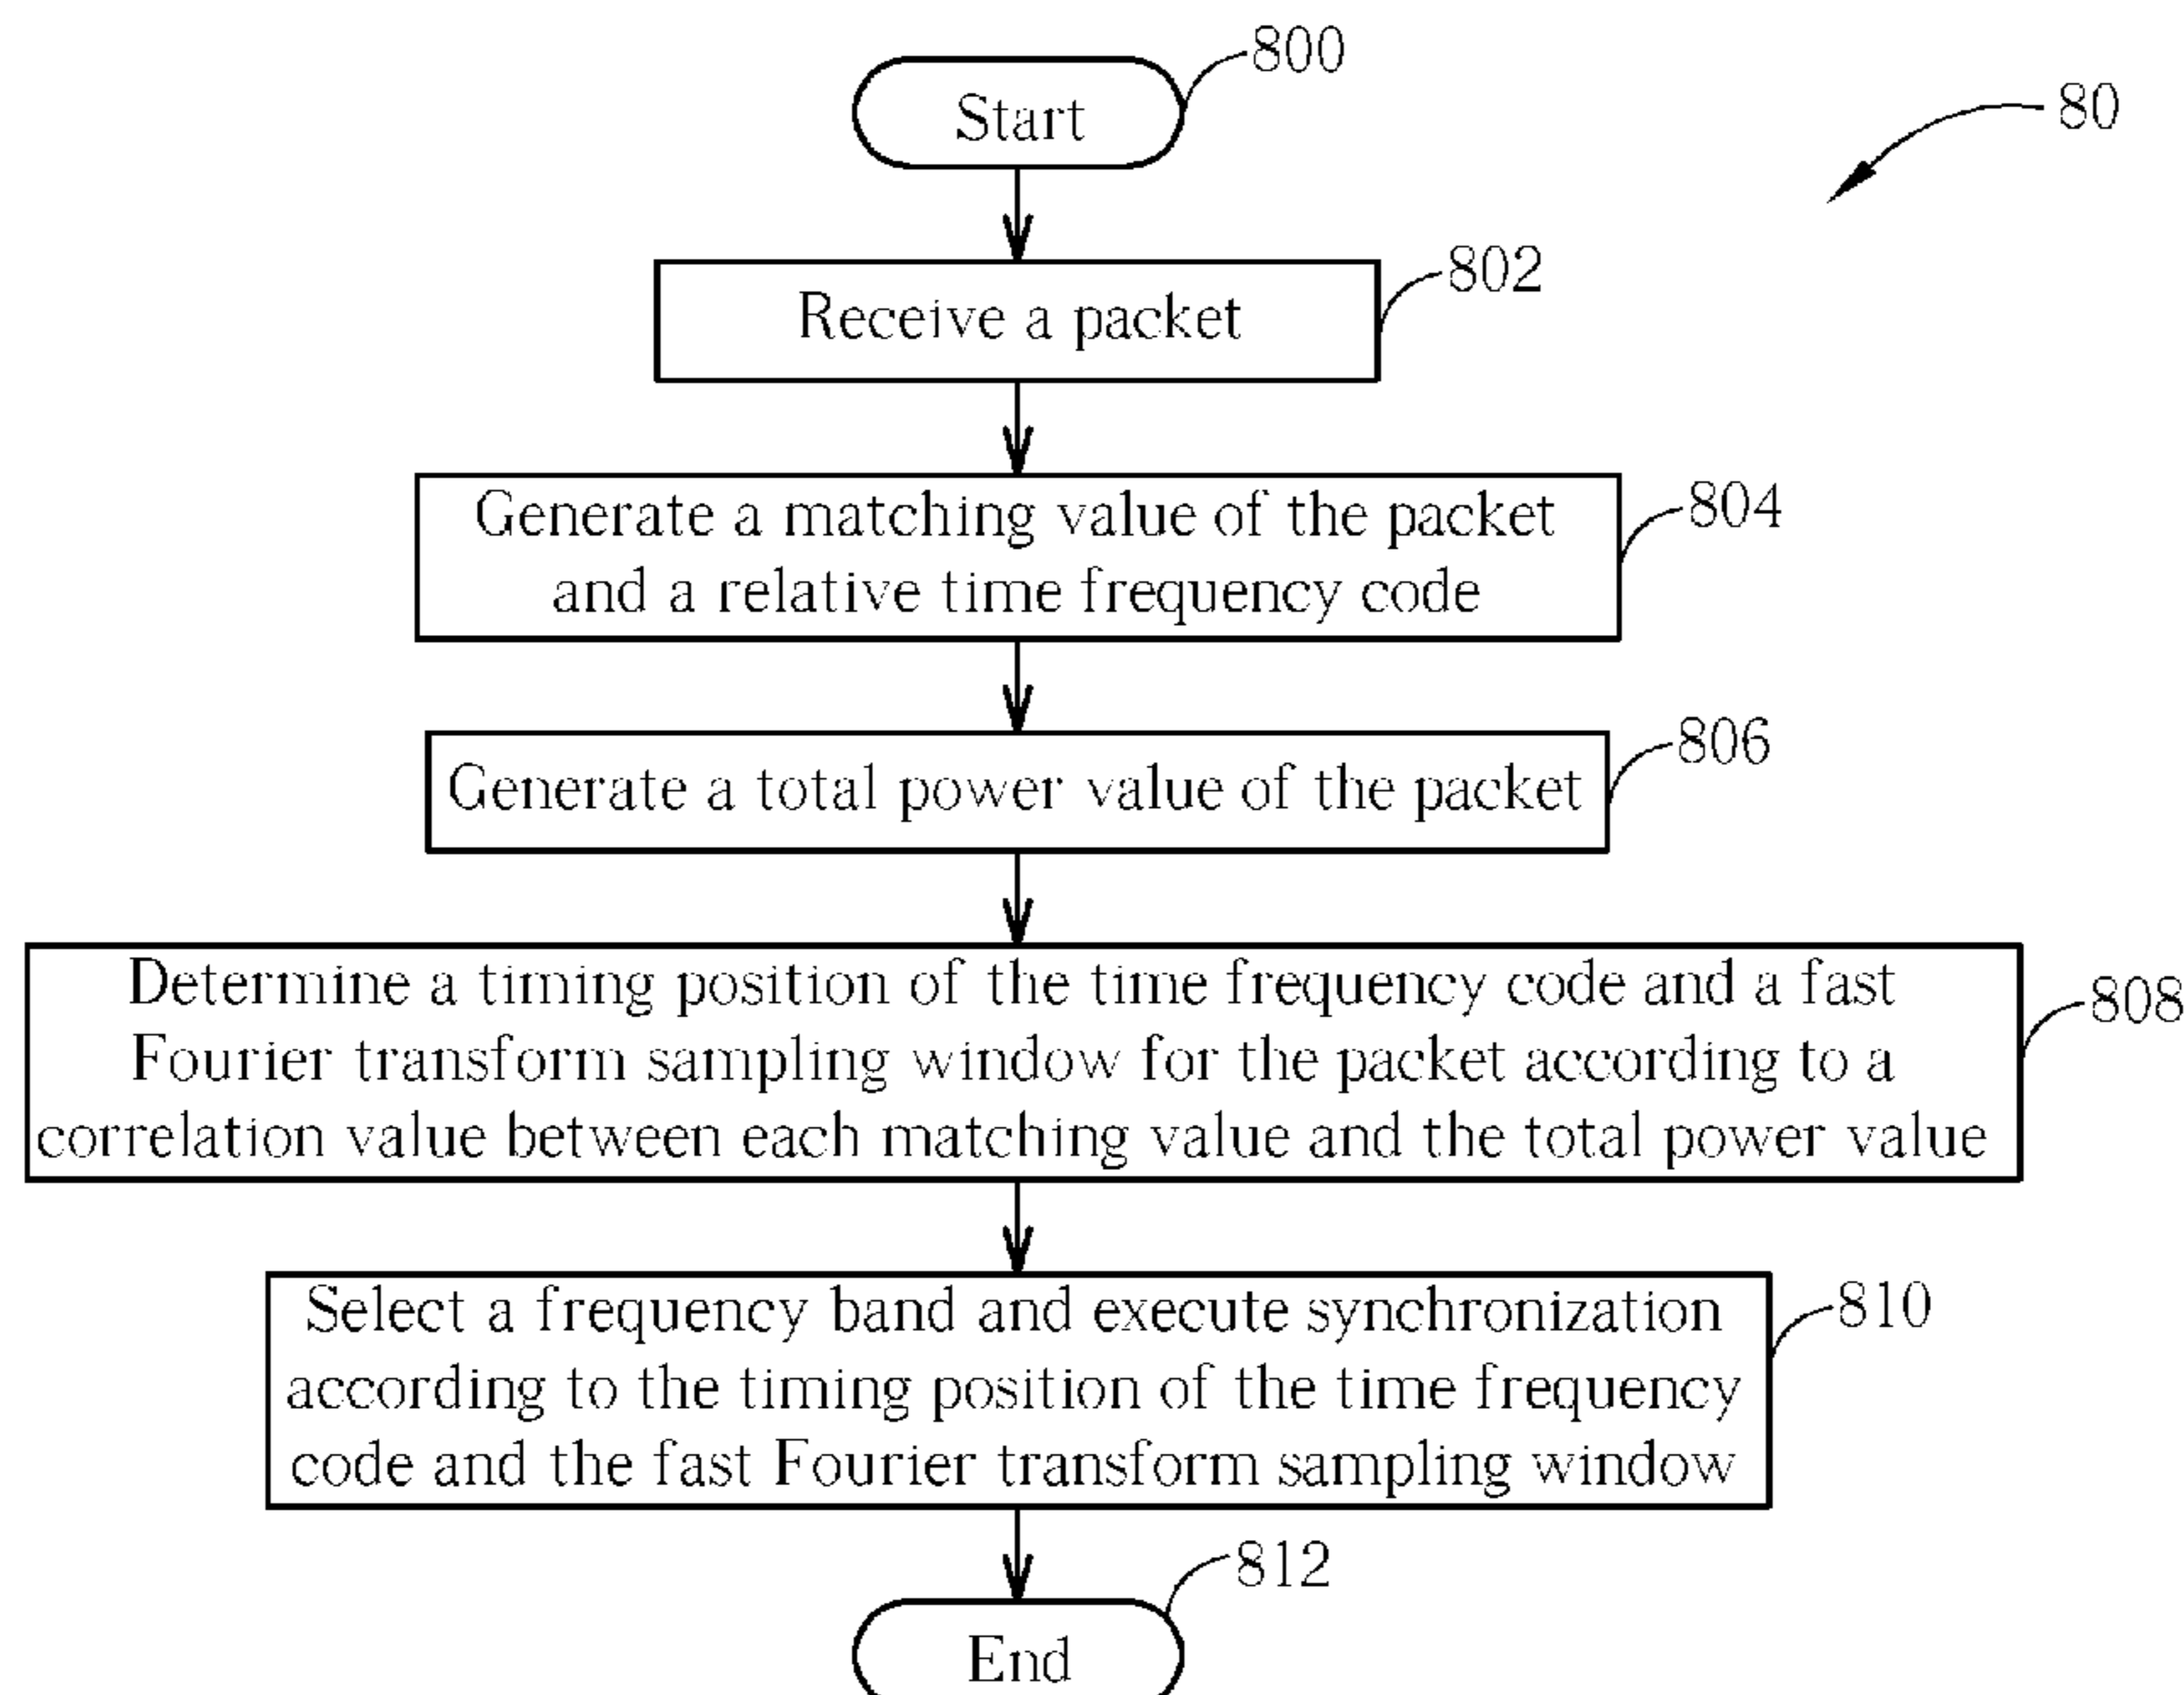 800
Start
80
802
Receive a packet
804
Generate a matching value of the packet
and a relative time frequency code
806
Generate a total power value of the packet
Determine a timing position of the time frequency code and a fast
808
Fourier transform sampling window for the packet according to a
correlation value between each matching value and the total power value
Select a frequency band and execute synchronization
810
according to the timing position of the time frequency
code and the fast Fourier transform sampling window
812
End